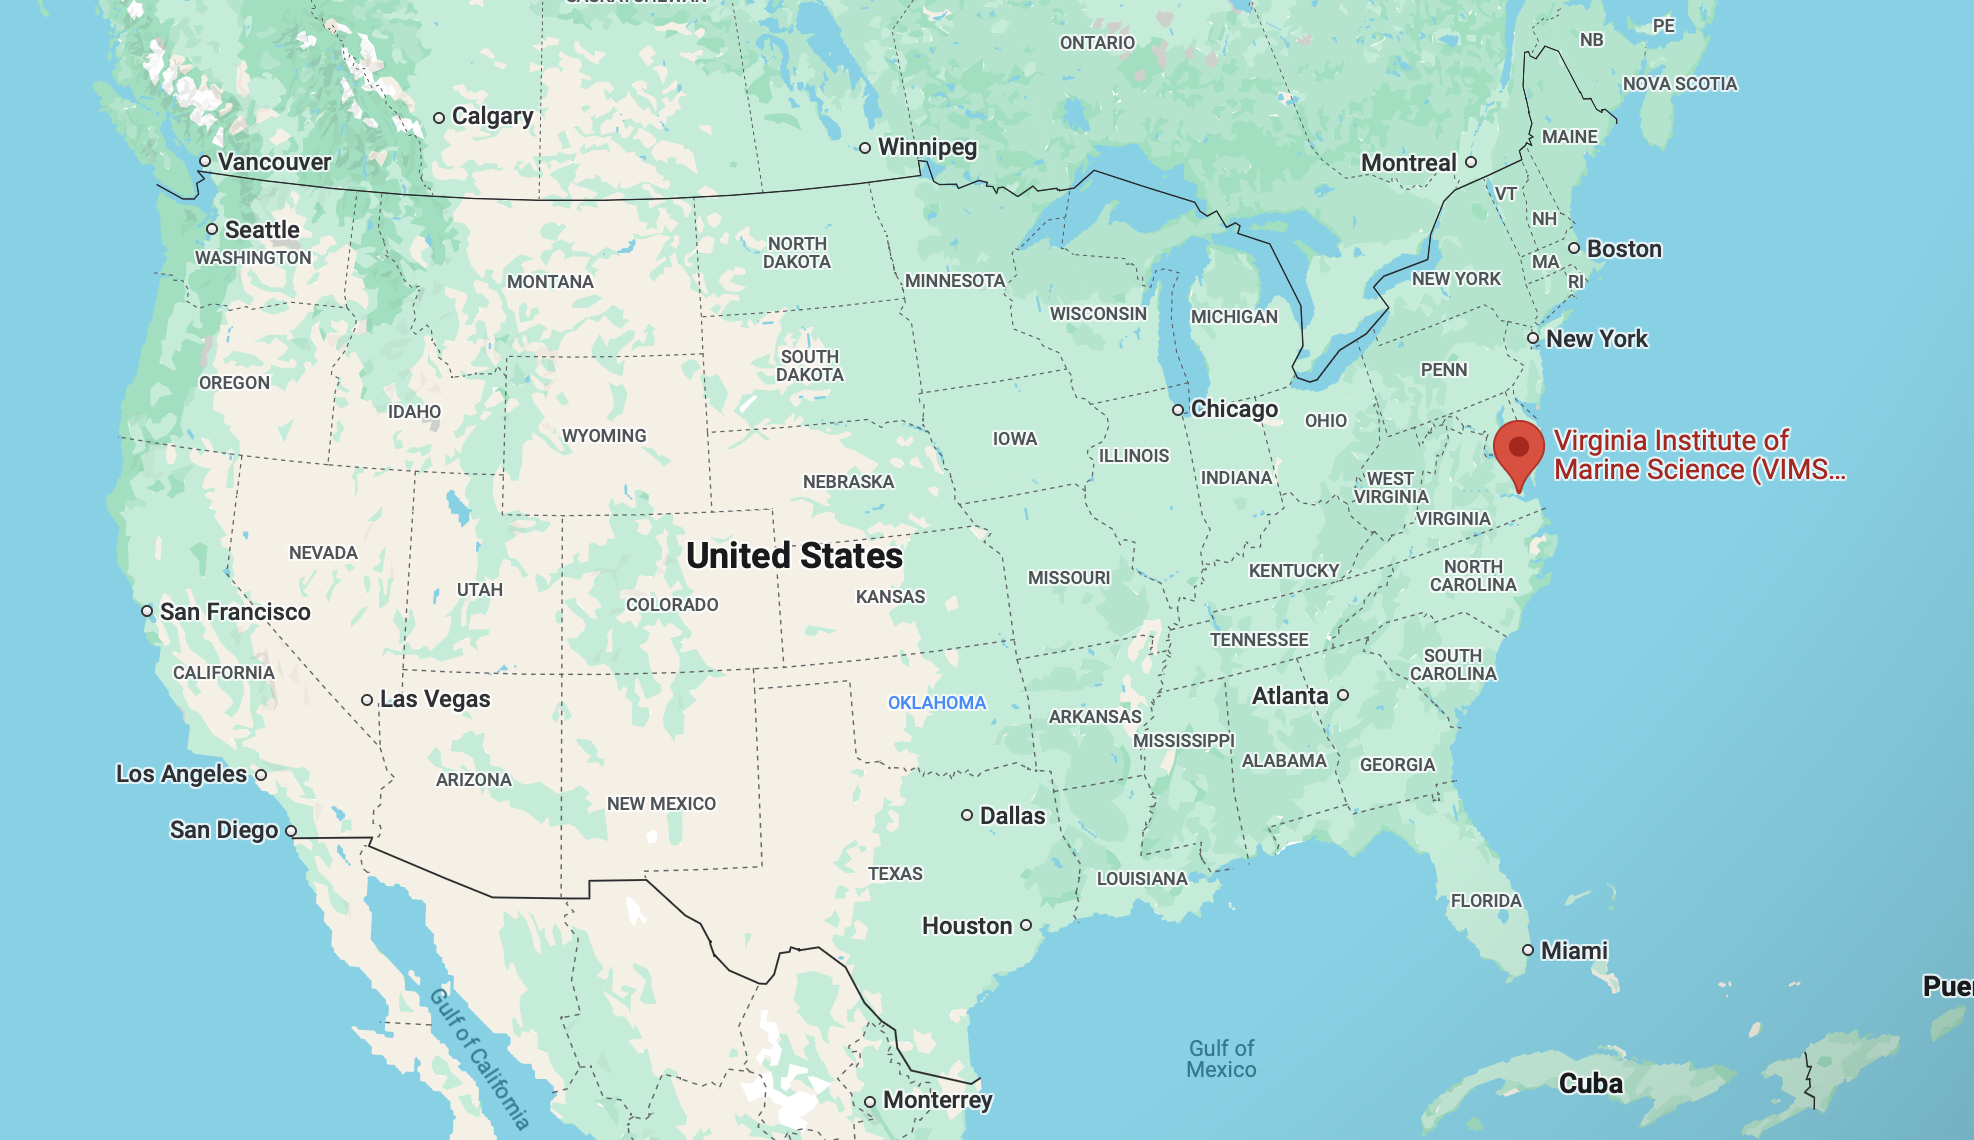 SASKATCHEWAN
ONTARIO
NB
PE
NOVA SCOTIA
Calgary
MAINE
Vancouver
Winnipeg
Montreal
VT
NH
Seattle
WASHINGTON
NORTH
DAKOTA
Boston
MA
RI
MONTANA
MINNESOTA
NEW YORK
WISCONSIN
MICHIGAN
New York
SOUTH
DAKOTA
PENN
OREGON
IDAHO
Chicago
OHIO
WYOMING
IOWA
ILLINOIS
Virginia Institute of
Marine Science (VIMS...
NEBRASKA
INDIANA
WEST
VIRGINIA
VIRGINIA
NEVADA
United States
UTAH
COLORADO
KANSAS
MISSOURI
KENTUCKY
NORTH
CAROLINA
San Francisco
TENNESSEE
CALIFORNIA
SOUTH
CAROLINA
Las Vegas
OKLAHOMA
Atlanta
ARKANSAS
MISSISSIPPI
ALABAMA
GEORGIA
Los Angeles
ARIZONA
NEW MEXICO
San Diego
Dallas
TEXAS
LOUISIANA
FLORIDA
Houston
Miami
Puer
Gulf of California
Gulf of
Mexico
Cuba
Monterrey